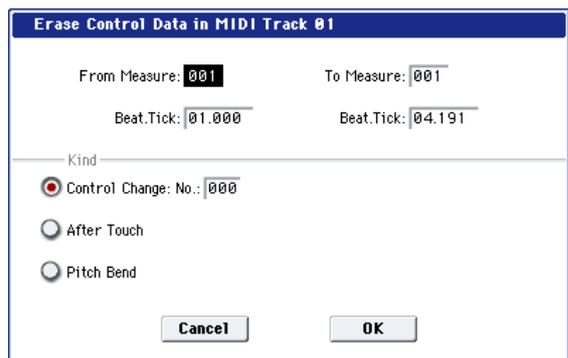 Erase Control Data in MIDI Track 01
From Measure: 001 To Measure: 001
Beat.Tick: 01.000 Beat.Tick: 04.191
Kind
Control Change: No.: 000
After Touch
Pitch Bend
Cancel OK